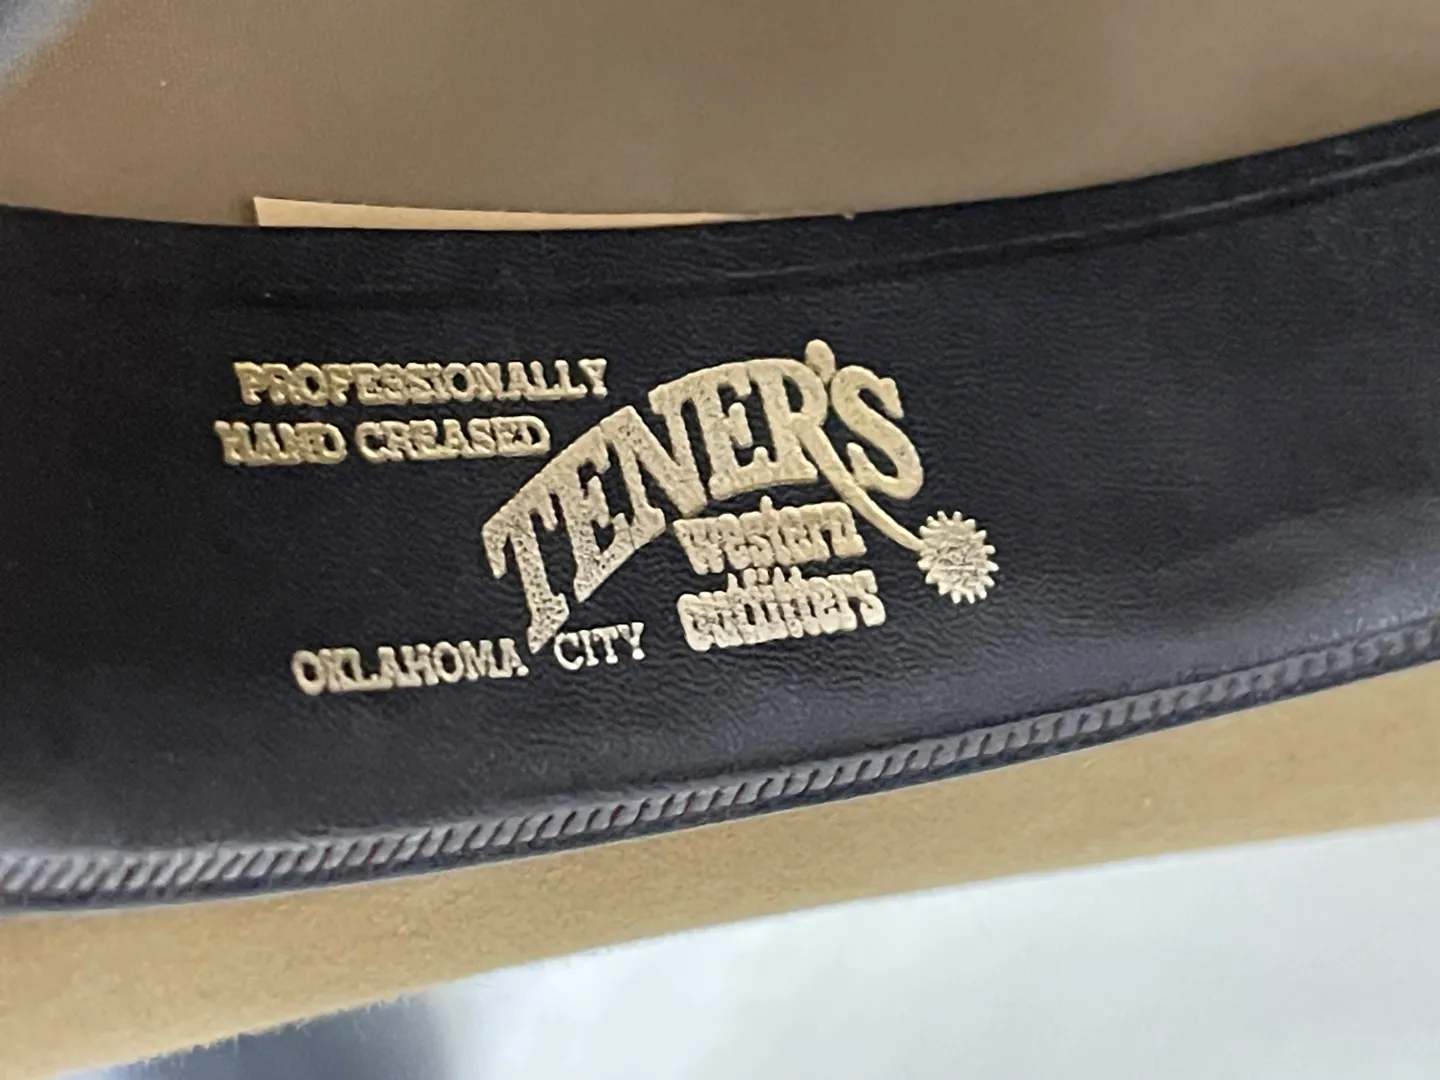 PROFESSIONALLY
HAND CREASED
TENER'S
western
outfitters
OKLAHOMA CITY